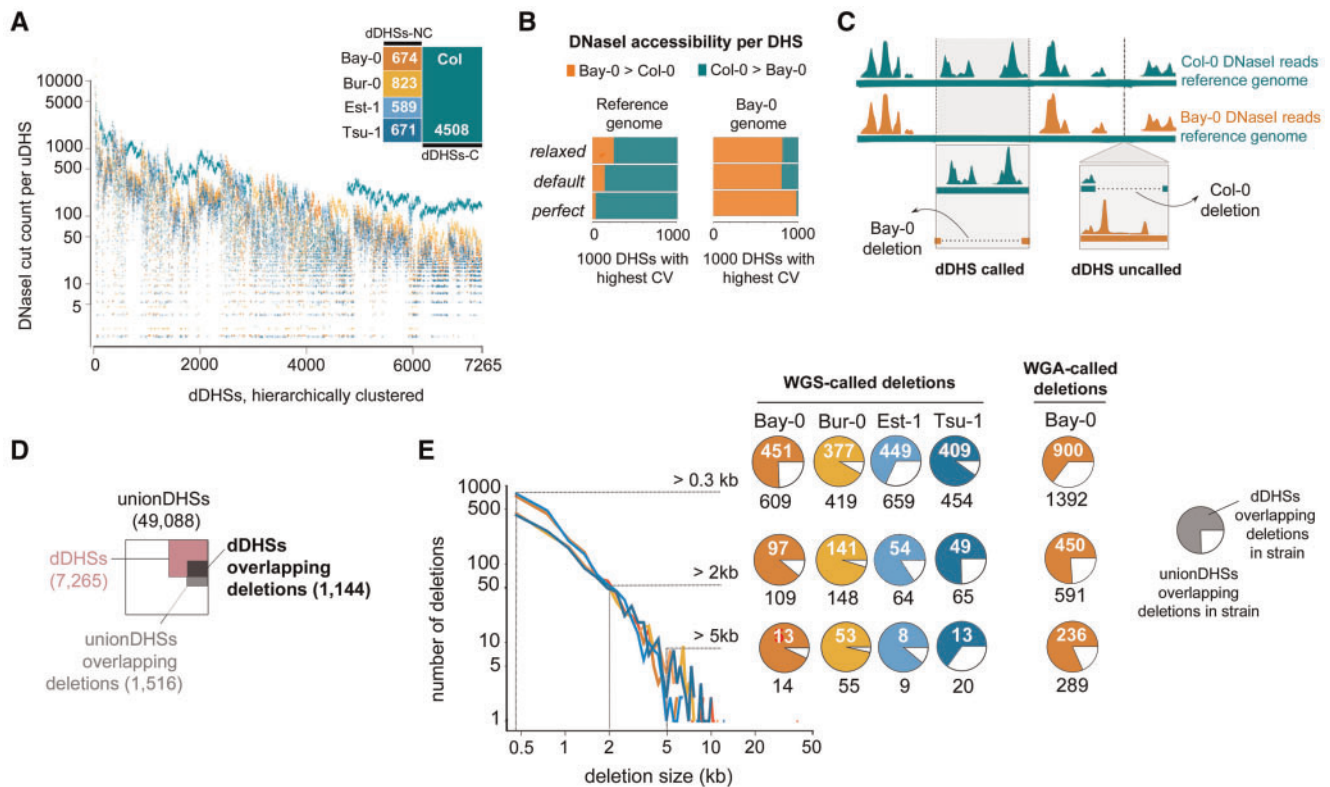 A
dDHSs-NC
Bay-0 674 Col
Bur-0 823
Est-1 589
Tsu-1 671 4508
dDHSs-C
DNaseI cut count per uDHS
10000
5000
1000
500
100
50
10
5
0 2000 4000 6000 7265
dDHSs, hierarchically clustered
B
DNaseI accessibility per DHS
Bay-0 > Col-0 Col-0 > Bay-0
Reference genome
Bay-0 genome
relaxed
default
perfect
0 1000 0 1000
1000 DHSs with highest CV
1000 DHSs with highest CV
C
Col-0 DNaseI reads
reference genome
Bay-0 DNaseI reads
reference genome
Bay-0 deletion
Col-0 deletion
dDHS called
dDHS uncalled
D
unionDHSs
(49,088)
dDHSs
(7,265)
dDHSs
overlapping
deletions (1,144)
unionDHSs
overlapping
deletions (1,516)
E
number of deletions
1000
500
100
50
10
5
1
0.5 1 2 5 10 20 50
deletion size (kb)
WGS-called deletions
Bay-0 Bur-0 Est-1 Tsu-1
WGA-called
deletions
Bay-0
> 0.3 kb
451 377 449 409 900
609 419 659 454 1392
> 2kb
97 141 54 49 450
109 148 64 65 591
> 5kb
13 53 8 13 236
14 55 9 20 289
dDHSs
overlapping
deletions
in strain
unionDHSs
overlapping
deletions in strain